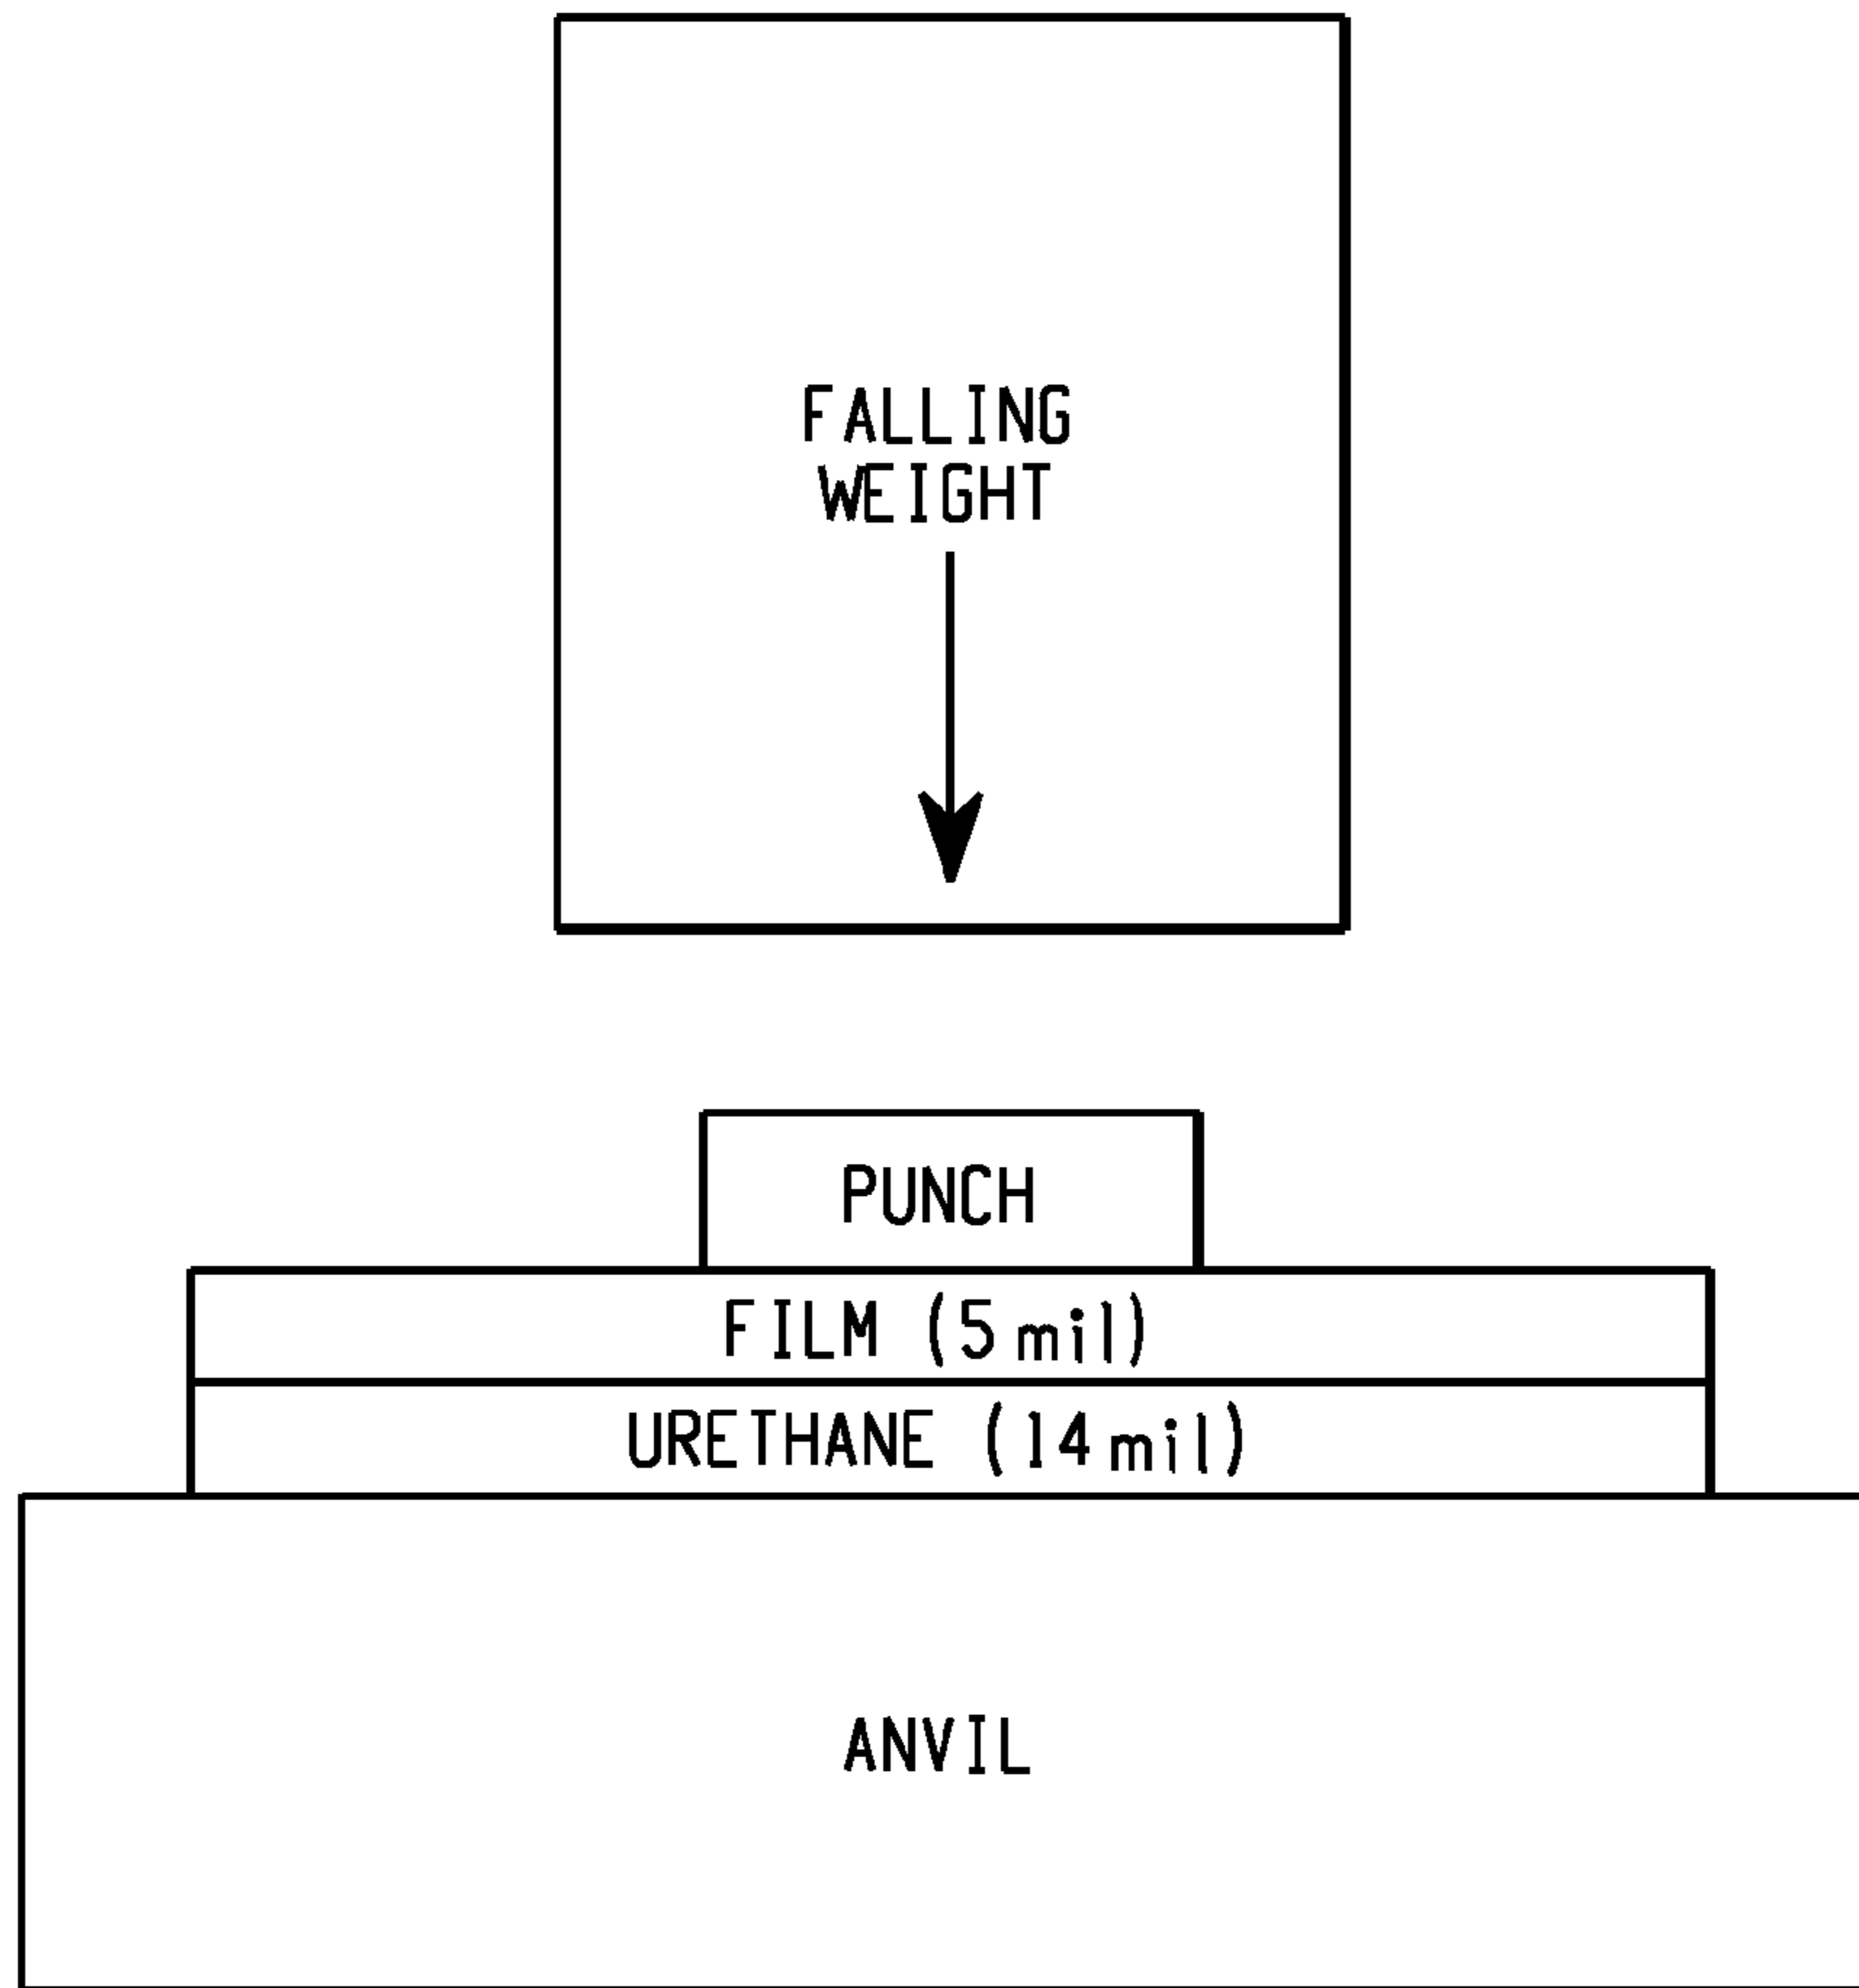 FALLING
WEIGHT
PUNCH
FILM (5 mil)
URETHANE (14 mil)
ANVIL